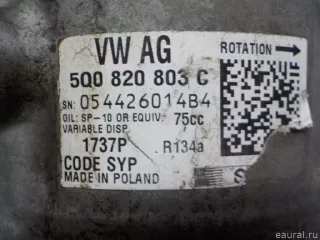 VW AG
ROTATION
5Q0 820 803 C
SN: 054426014B4
OIL: SP-10 OR EQUIV. 75cc
VARIABLE DISP.
1737P R134a
CODE SYP
MADE IN POLAND
S
© eaural.ru